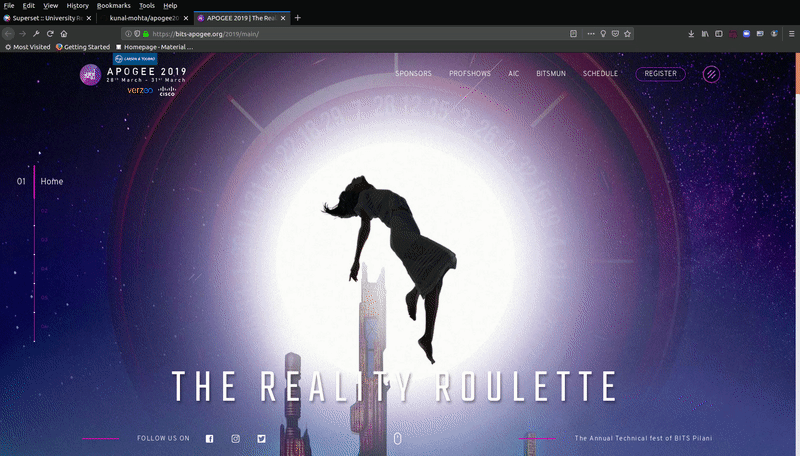 File Edit View History Bookmarks Tools Help
Superset :: University R
kunal-mohta/apogee20
APOGEE 2019 | The Rea
https://bits-apogee.org/2019/main/
Most Visited Getting Started Homepage - Material ...
LARSEN & TOUBRO
APOGEE 2019
28th March - 31st March
verzeo cisco
SPONSORS PROFSHOWS AIC BITSMUN SCHEDULE REGISTER
01 Home
THE REALITY ROULETTE
FOLLOW US ON
The Annual Technical fest of BITS Pilani